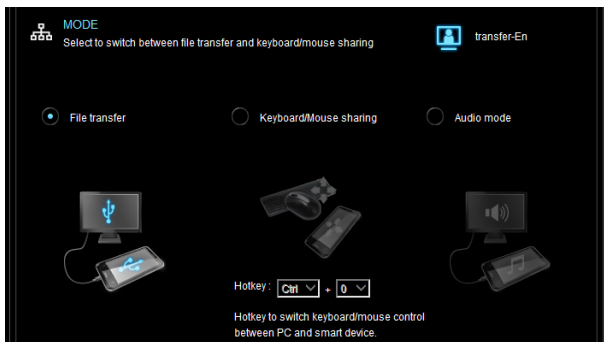 MODE
Select to switch between file transfer and keyboard/mouse sharing
transfer-En
File transfer
Keyboard/Mouse sharing
Audio mode
Hotkey : Ctrl + 0
Hotkey to switch keyboard/mouse control
between PC and smart device.